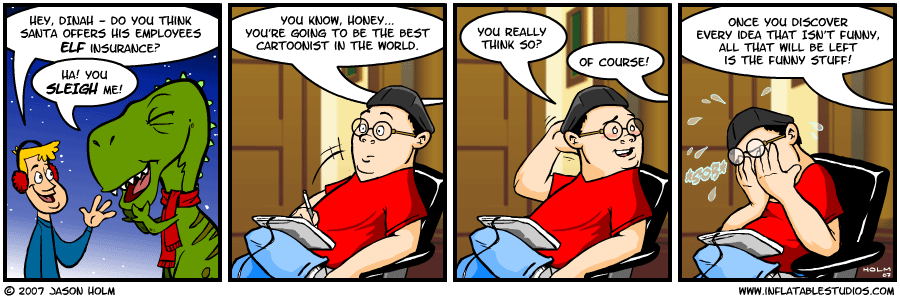 HEY, DINAH - DO YOU THINK
SANTA OFFERS HIS EMPLOYEES
ELF INSURANCE?
HA! YOU
SLEIGH ME!
YOU KNOW, HONEY...
YOU'RE GOING TO BE THE BEST
CARTOONIST IN THE WORLD.
YOU REALLY
THINK SO?
OF COURSE!
ONCE YOU DISCOVER
EVERY IDEA THAT ISN'T FUNNY,
ALL THAT WILL BE LEFT
IS THE FUNNY STUFF!
*SOB*
HOLM
07
© 2007 JASON HOLM
WWW.INFLATABLESTUDIOS.COM